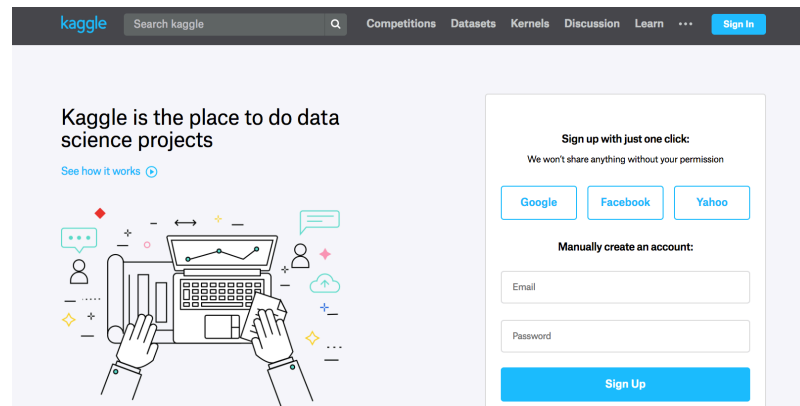 kaggle
Search kaggle
Competitions Datasets Kernels Discussion Learn ••• Sign In
Kaggle is the place to do data
science projects
See how it works
Sign up with just one click:
We won't share anything without your permission
Google Facebook Yahoo
Manually create an account:
Email
Password
Sign Up